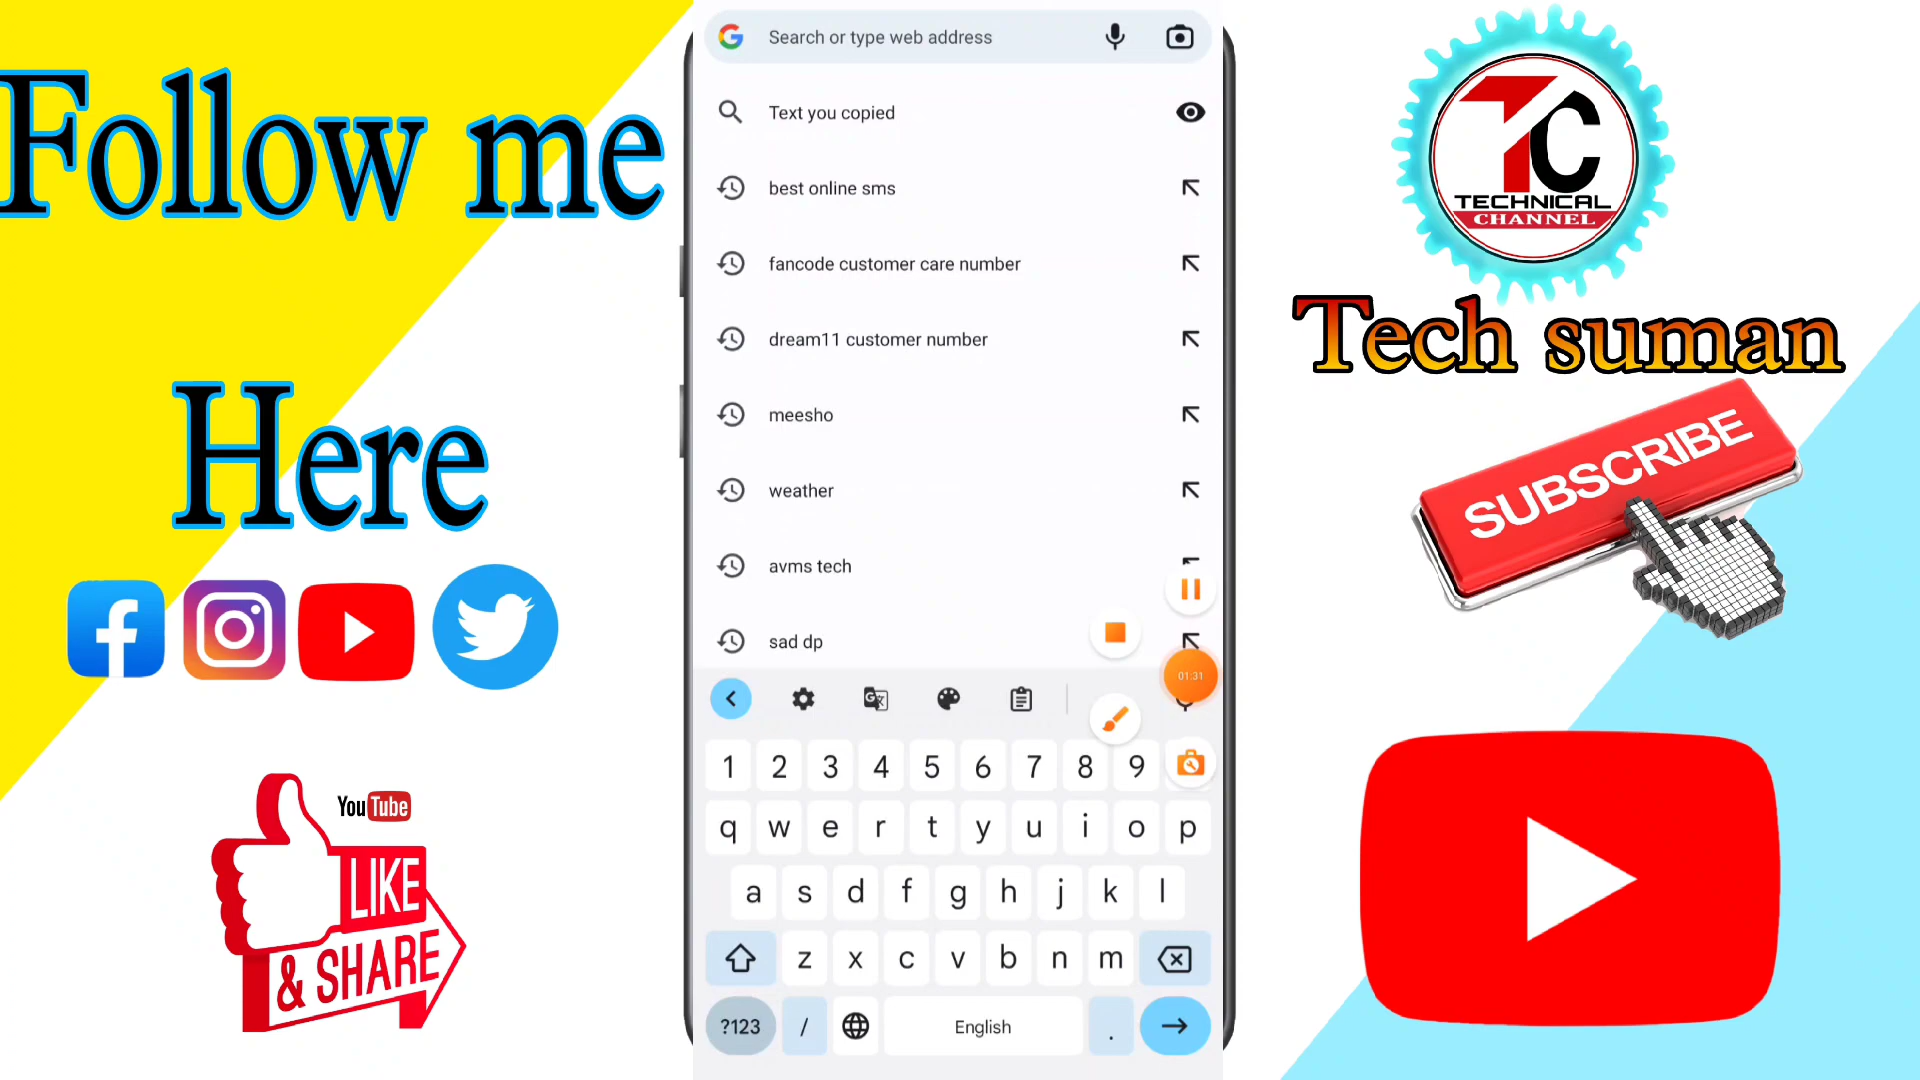 Follow me
Here
YouTube
LIKE
& SHARE
Search or type web address
Text you copied
best online sms
fancode customer care number
dream11 customer number
meesho
weather
avms tech
sad dp
01:31
1 2 3 4 5 6 7 8 9
q w e r t y u i o p
a s d f g h j k l
z x c v b n m
?123 / English .
TC
TECHNICAL
CHANNEL
Tech suman
SUBSCRIBE